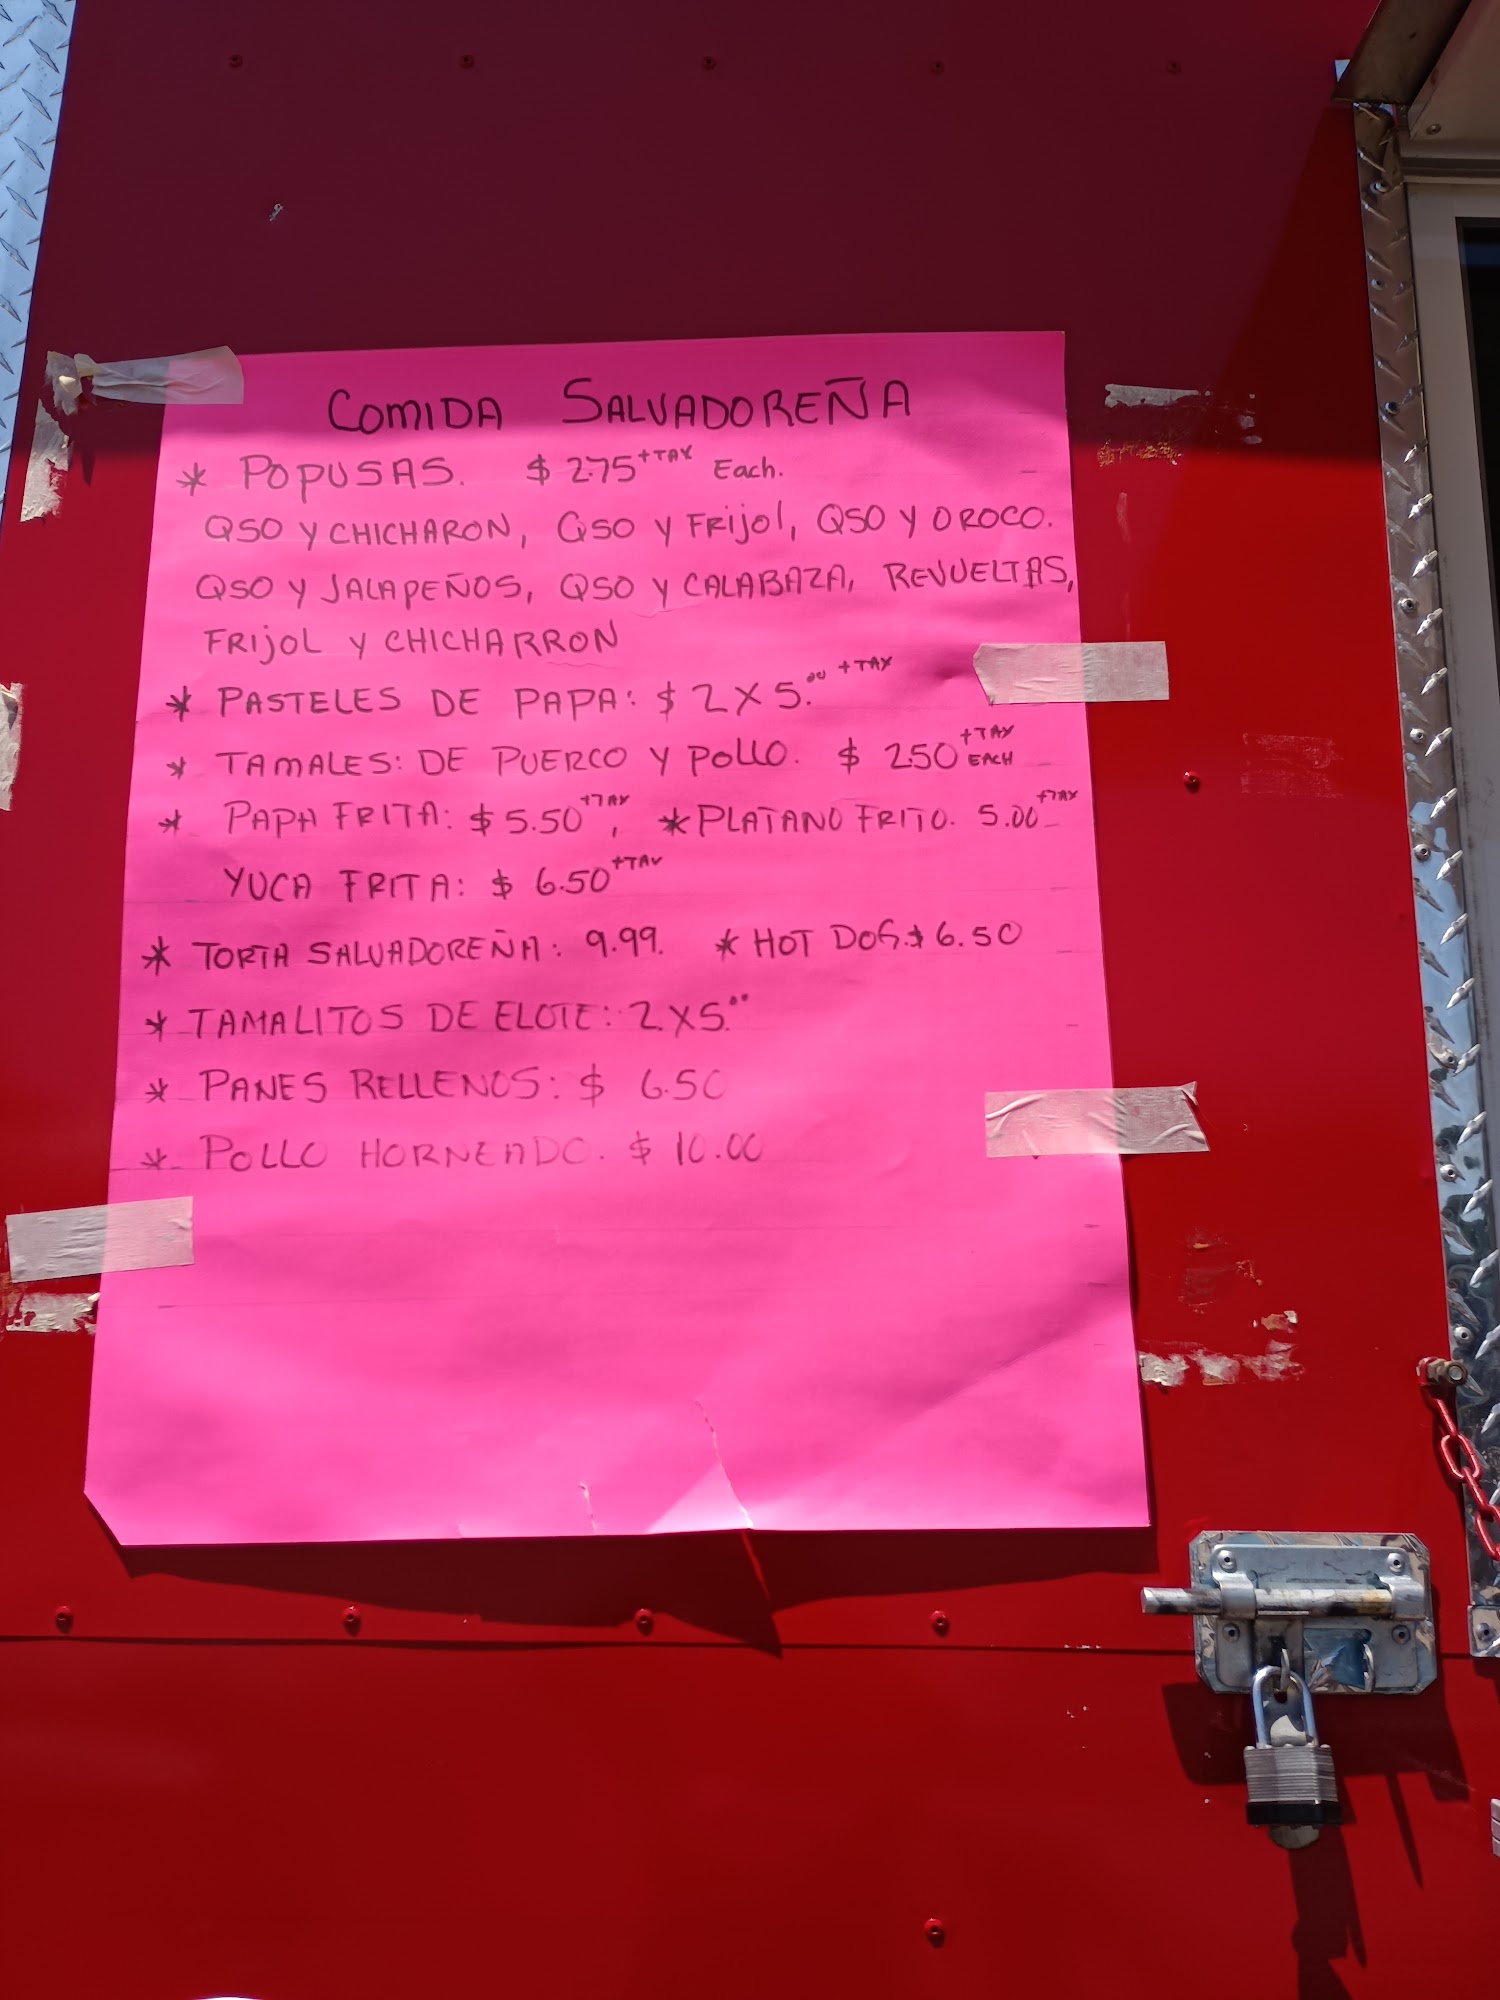 COMIDA SALVADOREÑA
* POPUSAS. $2.75 +TAX Each.
QSO Y CHICHARON, QSO Y Frijol, QSO Y OROCO.
QSO Y JALAPEÑOS, QSO Y CALABAZA, REVUELTAS,
FRIJOL Y CHICHARRON
* PASTELES DE PAPA: $ 2 X 5.00 +TAX
* TAMALES: DE PUERCO Y POLLO. $ 2.50 +TAX EACH
* PAPA FRITA: $5.50 +TAX, * PLATANO FRITO. 5.00 +TAX
YUCA FRITA: $ 6.50 +TAX
* TORTA SALVADOREÑA: 9.99. * HOT DOG. $ 6.50
* TAMALITOS DE ELOTE: 2 X 5.00
* PANES RELLENOS: $ 6.50
* POLLO HORNEADO. $ 10.00